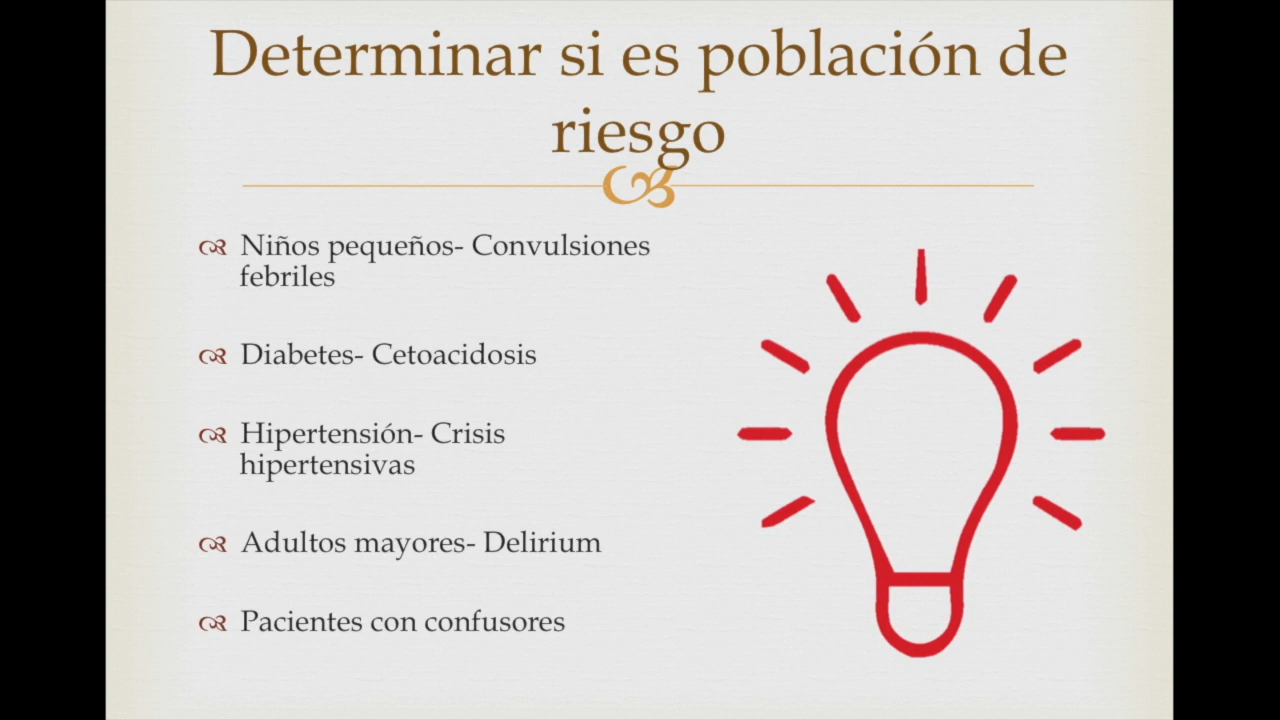 Determinar si es población de
riesgo
Niños pequeños- Convulsiones
febriles
Diabetes- Cetoacidosis
Hipertensión- Crisis
hipertensivas
Adultos mayores- Delirium
Pacientes con confusores